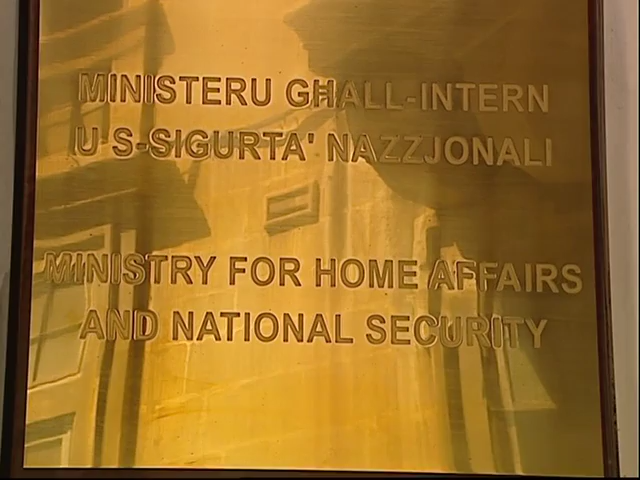 MINISTERU GHALL-INTERN
U S-SIGURTA' NAZZJONALI
MINISTRY FOR HOME AFFAIRS
AND NATIONAL SECURITY